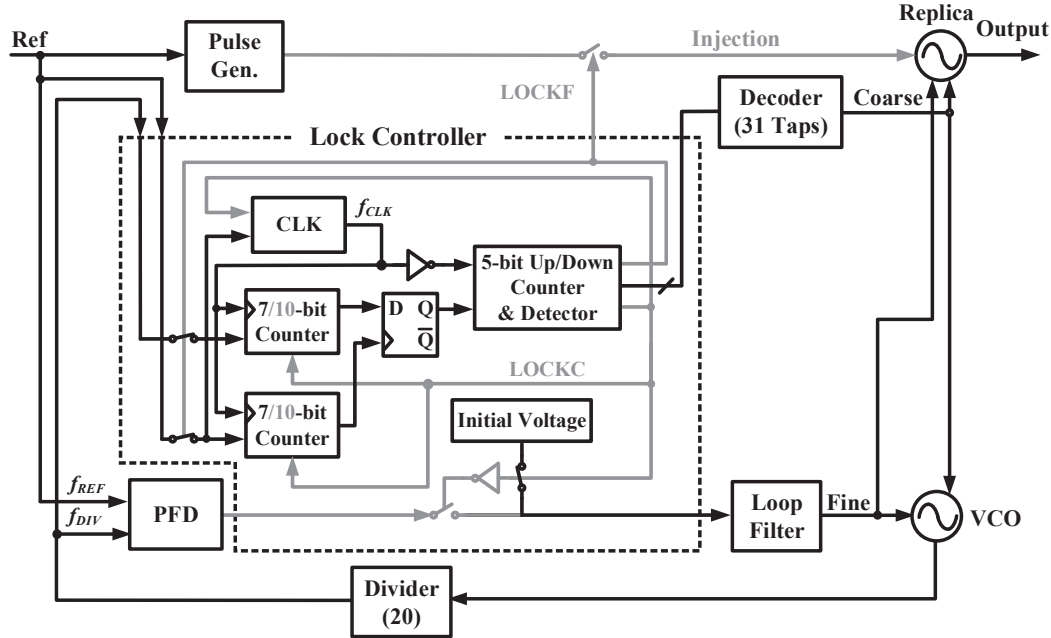 Ref
Pulse
Gen.
Injection
Replica
Output
LOCKF
Decoder
(31 Taps)
Coarse
Lock Controller
CLK
fCLK
5-bit Up/Down
Counter
& Detector
7/10-bit
Counter
D Q
Q̅
LOCKC
7/10-bit
Counter
Initial Voltage
fREF
fDIV
PFD
Loop
Filter
Fine
VCO
Divider
(20)